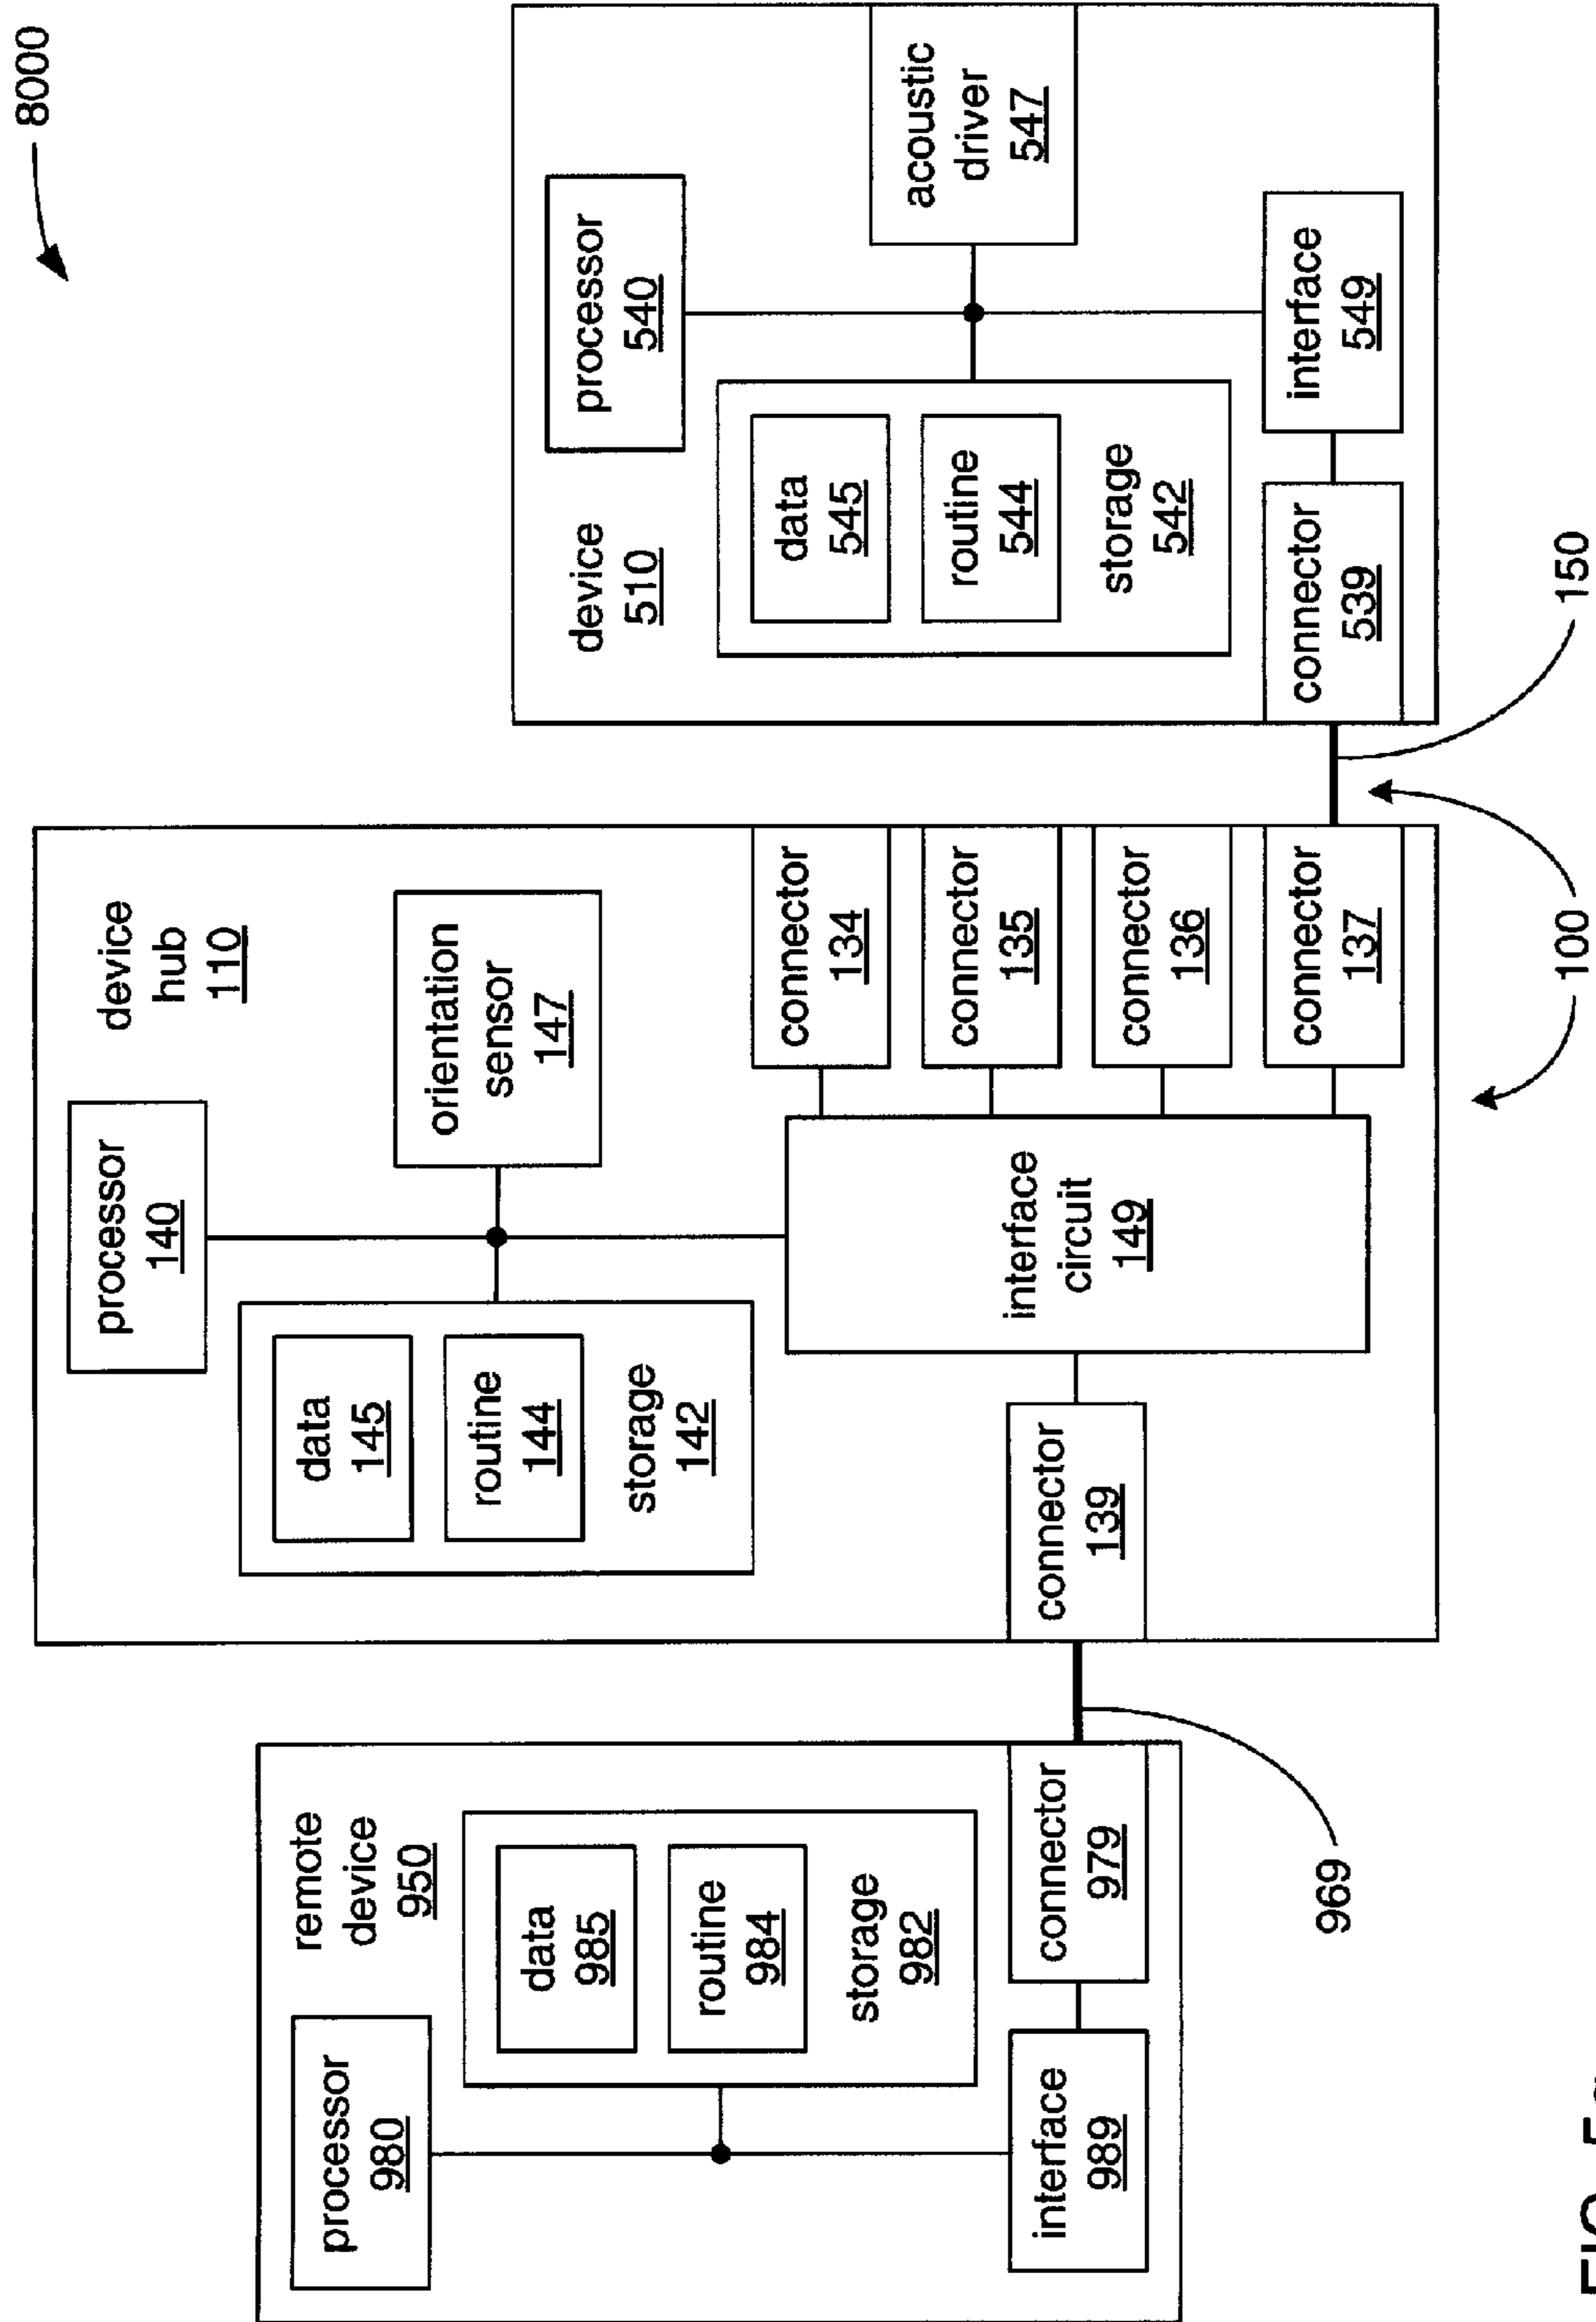 8000
remote
device
950
processor
980
data
985
routine
984
storage
982
interface
989
connector
979
969
device
hub
110
processor
140
data
145
routine
144
storage
142
orientation
sensor
147
connector
139
interface
circuit
149
connector
134
connector
135
connector
136
connector
137
100
150
device
510
processor
540
data
545
routine
544
storage
542
acoustic
driver
547
connector
539
interface
549
FIG.